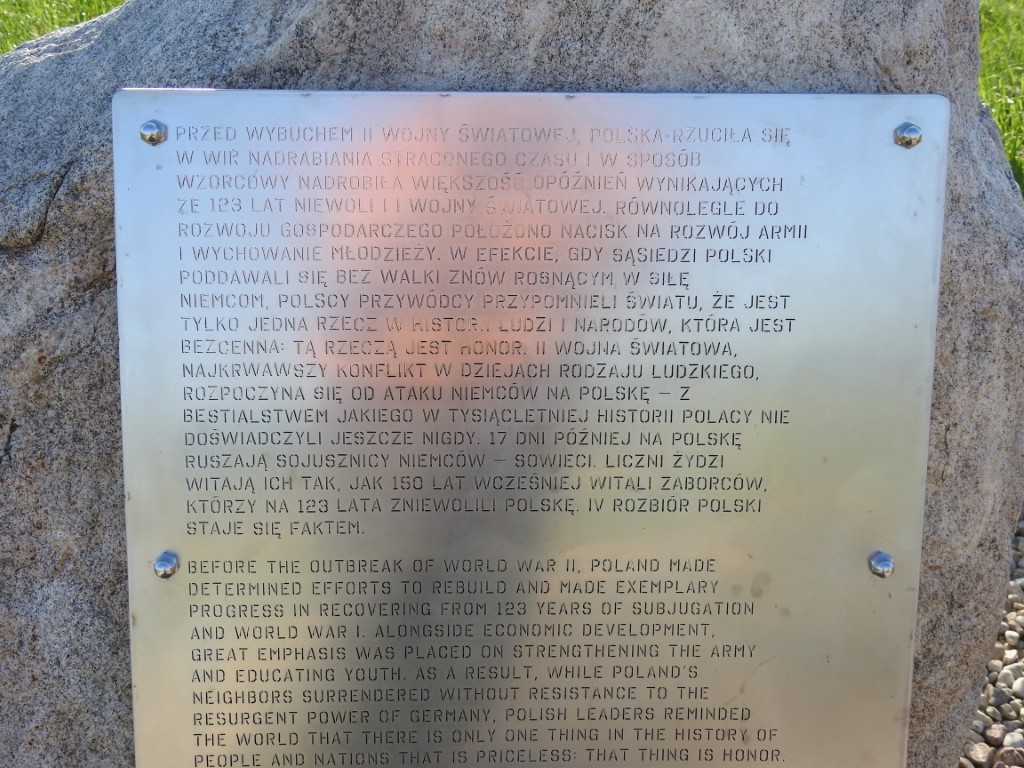 PRZED WYBUCHEM II WOJNY ŚWIATOWEJ, POLSKA RZUCIŁA SIĘ
W WIR NADRABIANIA STRACONEGO CZASU I W SPOSÓB
WZORCOWY NADROBIŁA WIĘKSZOŚĆ OPÓŹNIEŃ WYNIKAJĄCYCH
ZE 123 LAT NIEWOLI I I WOJNY ŚWIATOWEJ. RÓWNOLEGLE DO
ROZWOJU GOSPODARCZEGO POŁOŻONO NACISK NA ROZWÓJ ARMII
I WYCHOWANIE MŁODZIEŻY. W EFEKCIE, GDY SĄSIEDZI POLSKI
PODDAWALI SIĘ BEZ WALKI ZNÓW ROSNĄCYM W SIŁĘ
NIEMCOM, POLSCY PRZYWÓDCY PRZYPOMNIELI ŚWIATU, ŻE JEST
TYLKO JEDNA RZECZ W HISTORII LUDZI I NARODÓW, KTÓRA JEST
BEZCENNA: TĄ RZECZĄ JEST HONOR. II WOJNA ŚWIATOWA,
NAJKRWAWSZY KONFLIKT W DZIEJACH RODZAJU LUDZKIEGO,
ROZPOCZYNA SIĘ OD ATAKU NIEMCÓW NA POLSKĘ – Z
BESTIALSTWEM JAKIEGO W TYSIĄCLETNIEJ HISTORII POLACY NIE
DOŚWIADCZYLI JESZCZE NIGDY. 17 DNI PÓŹNIEJ NA POLSKĘ
RUSZAJĄ SOJUSZNICY NIEMCÓW – SOWIECI. LICZNI ŻYDZI
WITAJĄ ICH TAK, JAK 150 LAT WCZEŚNIEJ WITALI ZABORCÓW,
KTÓRZY NA 123 LATA ZNIEWOLILI POLSKĘ. IV ROZBIÓR POLSKI
STAJE SIĘ FAKTEM.
BEFORE THE OUTBREAK OF WORLD WAR II, POLAND MADE
DETERMINED EFFORTS TO REBUILD AND MADE EXEMPLARY
PROGRESS IN RECOVERING FROM 123 YEARS OF SUBJUGATION
AND WORLD WAR I. ALONGSIDE ECONOMIC DEVELOPMENT,
GREAT EMPHASIS WAS PLACED ON STRENGTHENING THE ARMY
AND EDUCATING YOUTH. AS A RESULT, WHILE POLAND'S
NEIGHBORS SURRENDERED WITHOUT RESISTANCE TO THE
RESURGENT POWER OF GERMANY, POLISH LEADERS REMINDED
THE WORLD THAT THERE IS ONLY ONE THING IN THE HISTORY OF
PEOPLE AND NATIONS THAT IS PRICELESS: THAT THING IS HONOR.